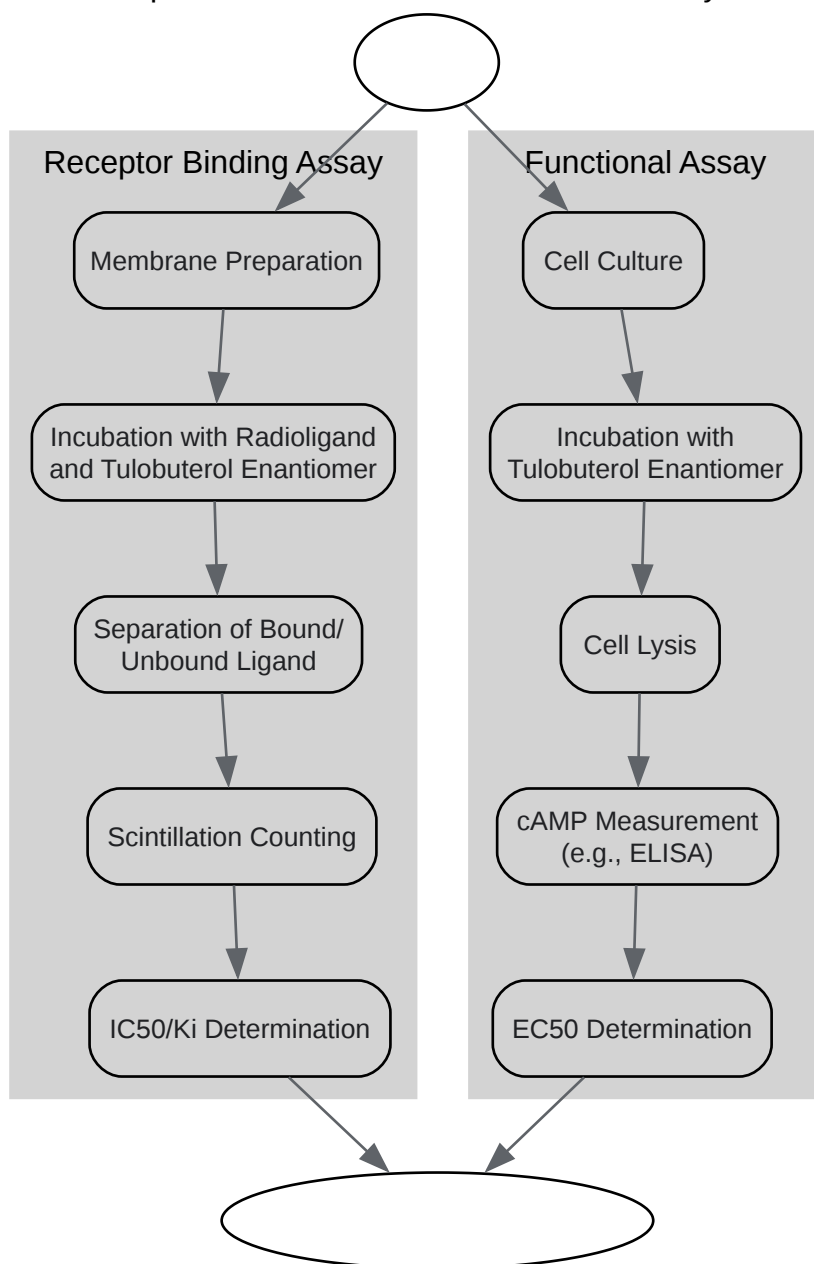 Receptor Binding Assay
Membrane Preparation
Incubation with Radioligand
and Tulobuterol Enantiomer
Separation of Bound/
Unbound Ligand
Scintillation Counting
IC50/Ki Determination
Functional Assay
Cell Culture
Incubation with
Tulobuterol Enantiomer
Cell Lysis
cAMP Measurement
(e.g., ELISA)
EC50 Determination